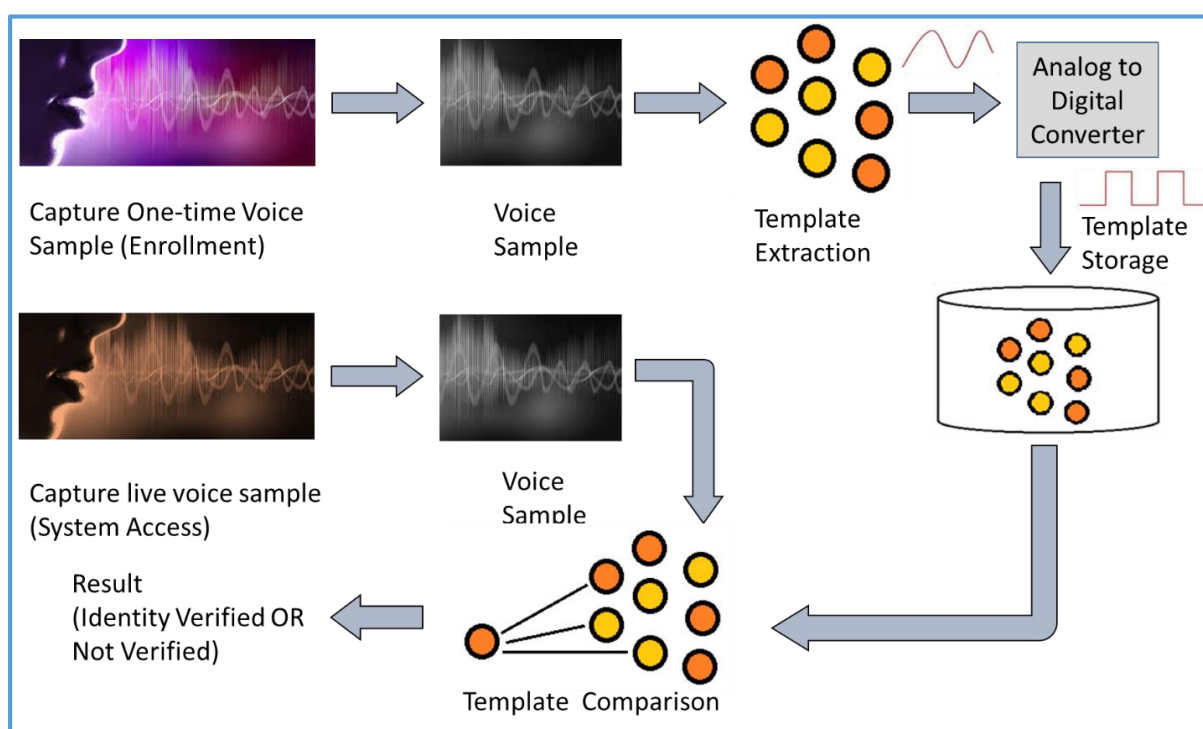 Capture One-time Voice
Sample (Enrollment)
Voice
Sample
Template
Extraction
Analog to
Digital
Converter
Template
Storage
Capture live voice sample
(System Access)
Voice
Sample
Result
(Identity Verified OR
Not Verified)
Template Comparison